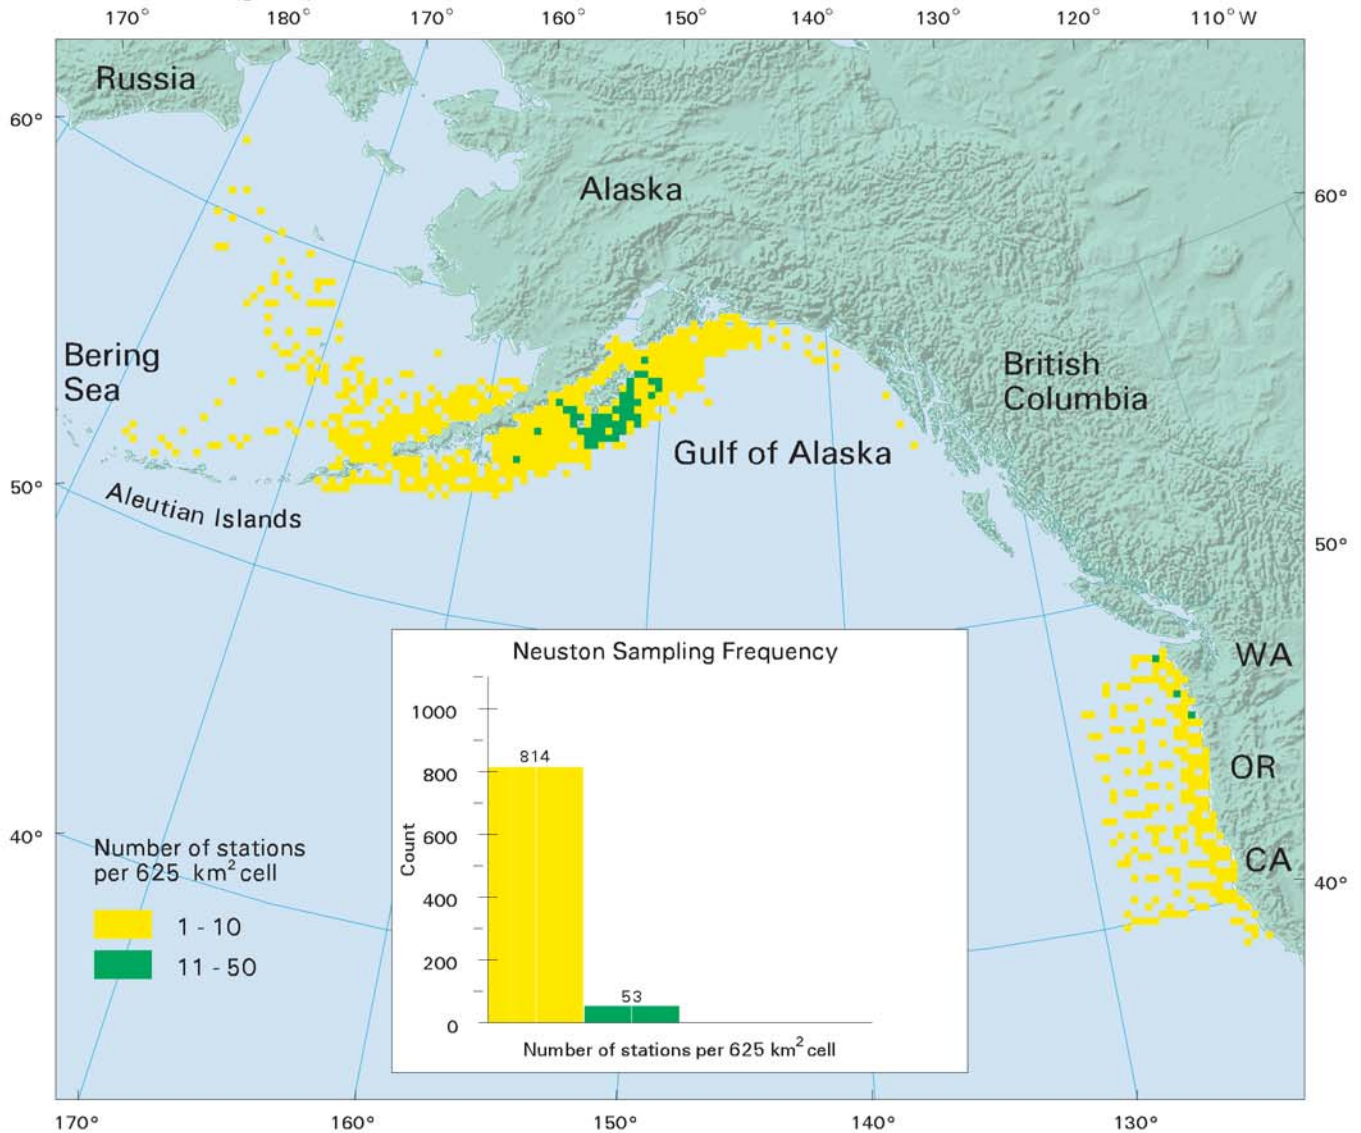 170° 180° 170° 160° 150° 140° 130° 120° 110° W
Russia
60°
Alaska
60°
Bering
Sea
British
Columbia
Gulf of Alaska
50°
Aleutian Islands
50°
Neuston Sampling Frequency
WA
1000
814
800
OR
600
Count
40°
Number of stations
per 625 km² cell
CA
40°
400
1 - 10
11 - 50
200
53
0
Number of stations per 625 km² cell
170° 160° 150° 140° 130°